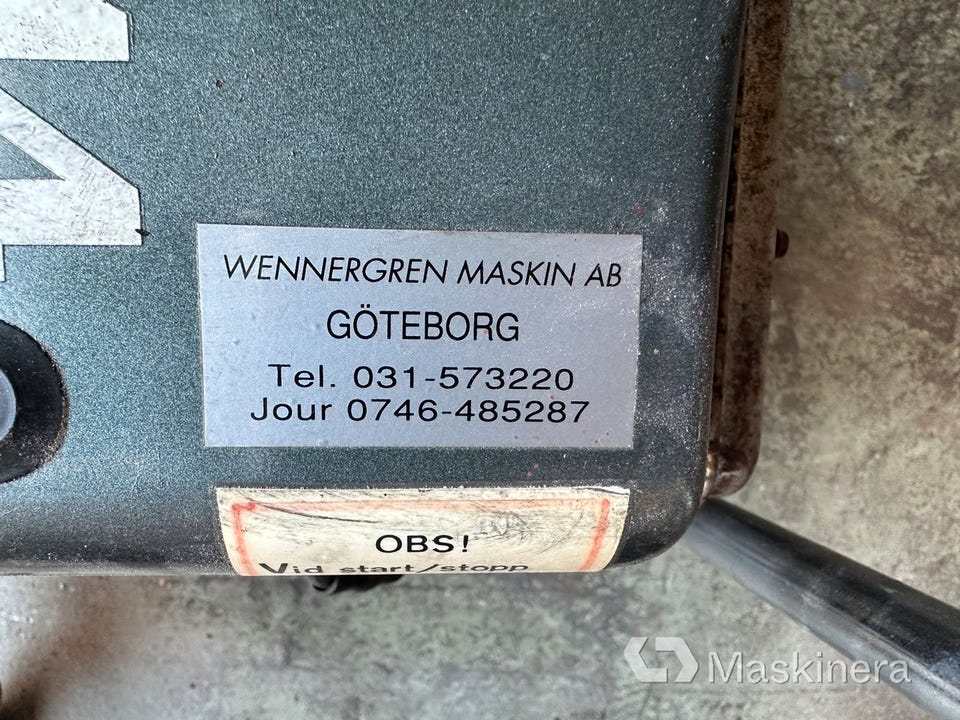 WENNERGREN MASKIN AB
GÖTEBORG
Tel. 031-573220
Jour 0746-485287
OBS!
Vid start/stopp
Maskinera